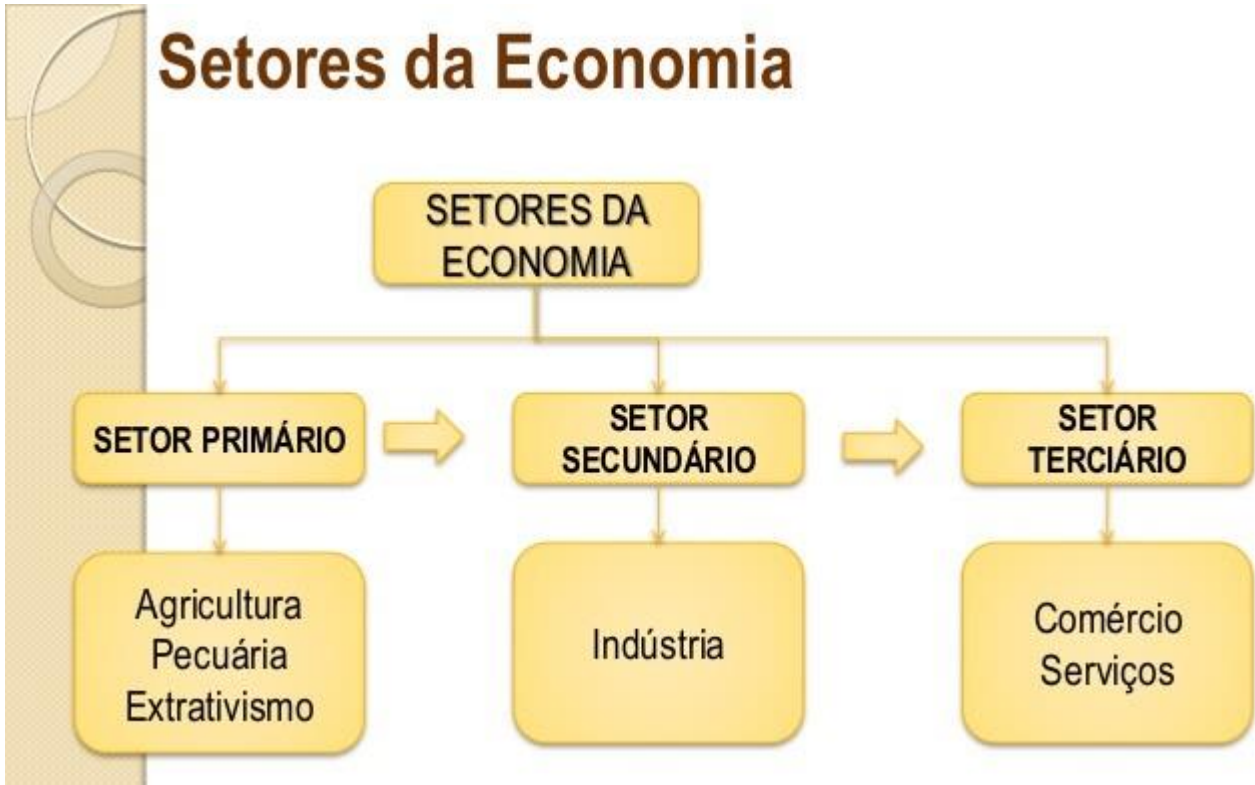 Setores da Economia
SETORES DA
ECONOMIA
SETOR PRIMÁRIO
SETOR
SECUNDÁRIO
SETOR
TERCIÁRIO
Agricultura
Pecuária
Extrativismo
Indústria
Comércio
Serviços